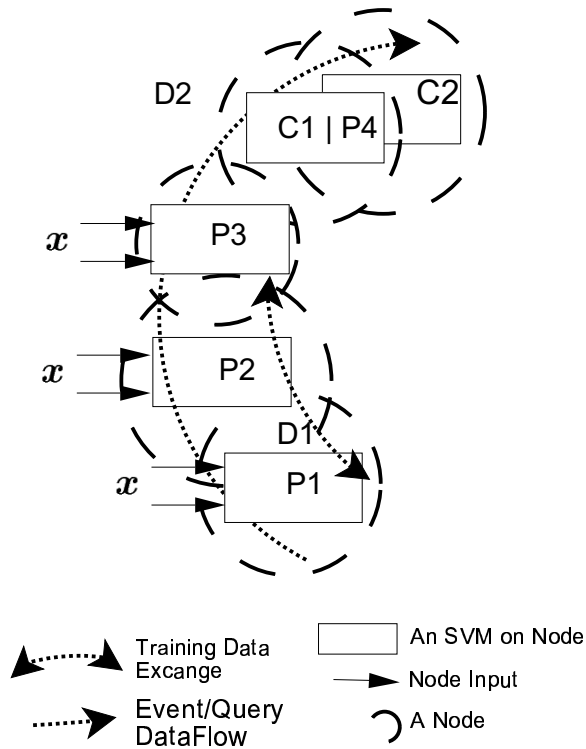 D2
C2
C1 | P4
P3
x
P2
x
D1
P1
x
Training Data
Excange
An SVM on Node
Node Input
Event/Query
DataFlow
A Node